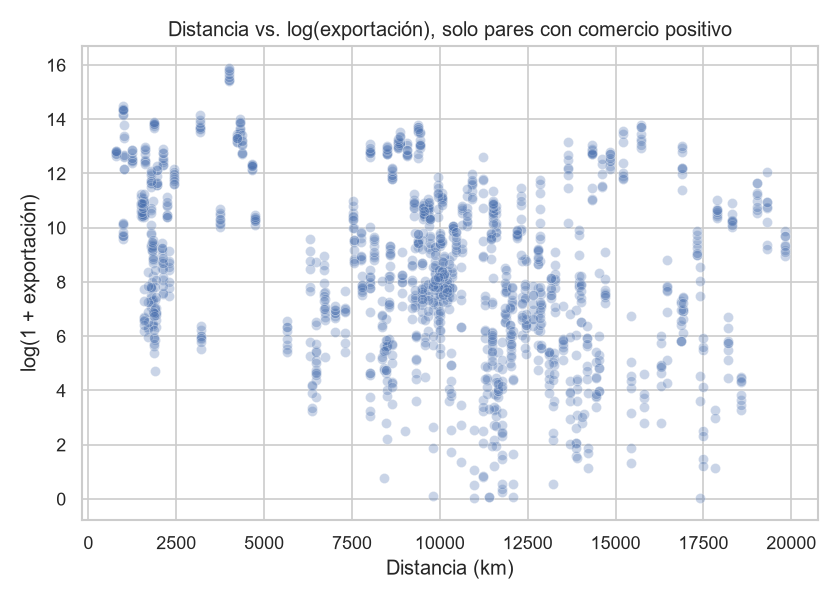 Distancia vs. log(exportación), solo pares con comercio positivo
log(1 + exportación)
16
14
12
10
8
6
4
2
0
0 2500 5000 7500 10000 12500 15000 17500 20000
Distancia (km)